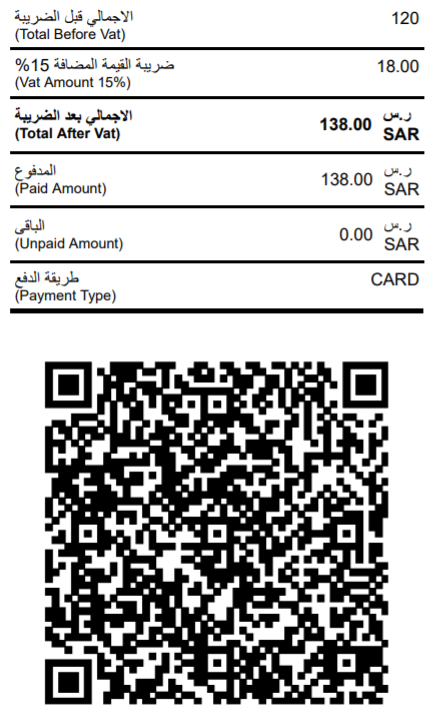 الاجمالي قبل الضريبة
120
(Total Before Vat)
ضريبة القيمة المضافة 15%
18.00
(Vat Amount 15%)
الاجمالي بعد الضريبة
138.00 ر.س
(Total After Vat)
SAR
المدفوع
138.00 ر.س
(Paid Amount)
SAR
الباقى
0.00 ر.س
(Unpaid Amount)
SAR
طريقة الدفع
CARD
(Payment Type)